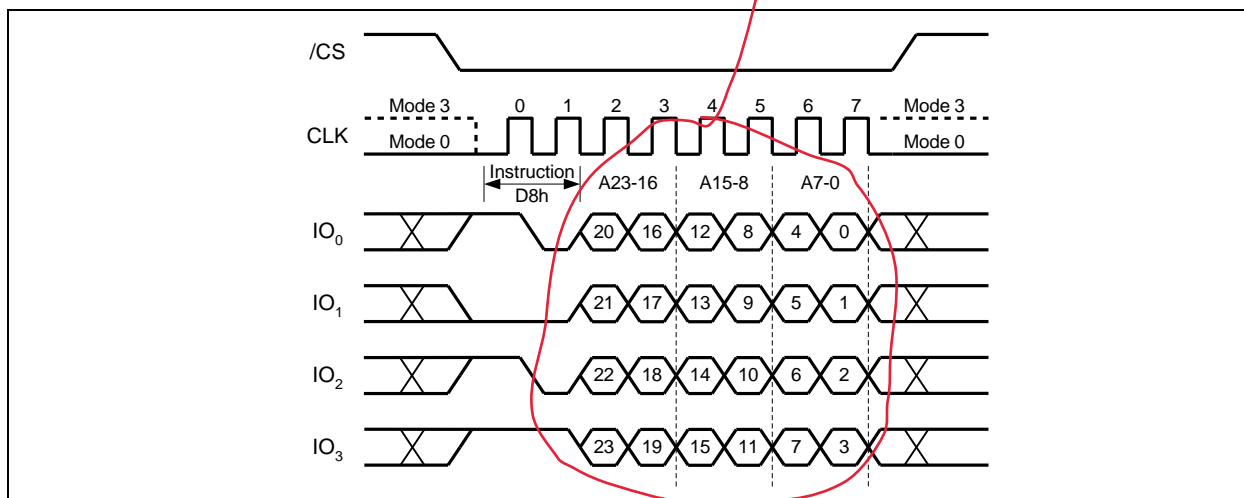 /CS
Mode 3 0 1 2 3 4 5 6 7 Mode 3
CLK
Mode 0 Mode 0
Instruction A23-16 A15-8 A7-0
D8h
IO0 20 16 12 8 4 0
IO1 21 17 13 9 5 1
IO2 22 18 14 10 6 2
IO3 23 19 15 11 7 3